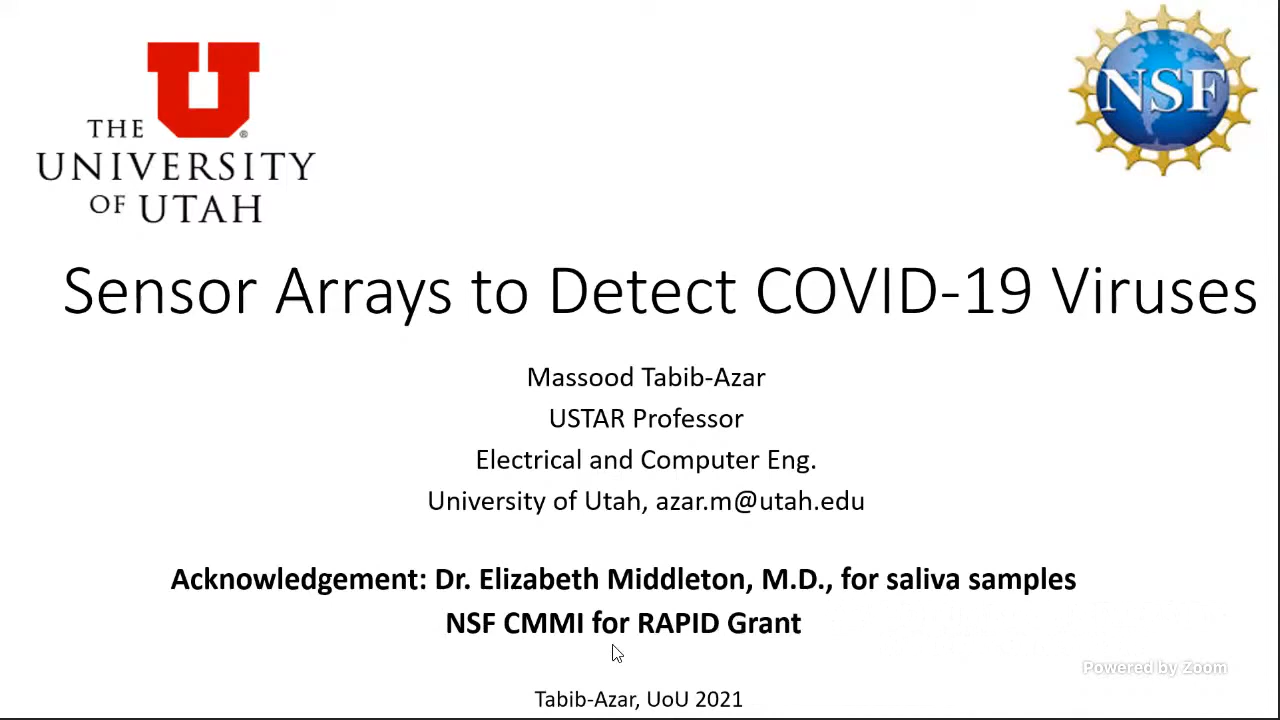 THE
UNIVERSITY
OF UTAH
NSF
Sensor Arrays to Detect COVID-19 Viruses
Massood Tabib-Azar
USTAR Professor
Electrical and Computer Eng.
University of Utah, azar.m@utah.edu
Acknowledgement: Dr. Elizabeth Middleton, M.D., for saliva samples
NSF CMMI for RAPID Grant
Powered by Zoom
Tabib-Azar, UoU 2021